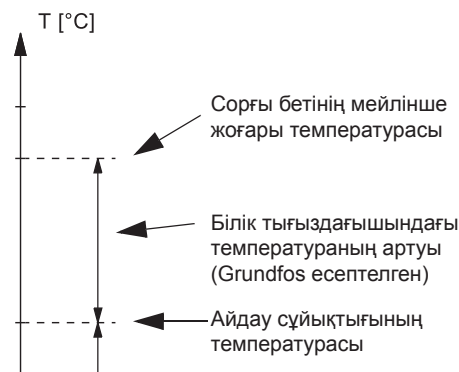 T [°C]
Сорғы бетінің мейлінше
жоғары температурасы
Білік тығыздағышындағы
температураның артуы
(Grundfos есептелген)
Айдау сұйықтығының
температурасы